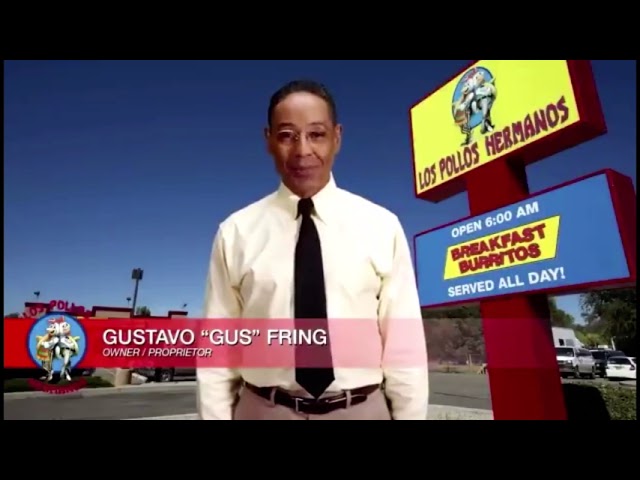 LOS POLLOS HERMANOS
OPEN 6:00 AM
BREAKFAST
BURRITOS
SERVED ALL DAY!
GUSTAVO “GUS” FRING
OWNER / PROPRIETOR